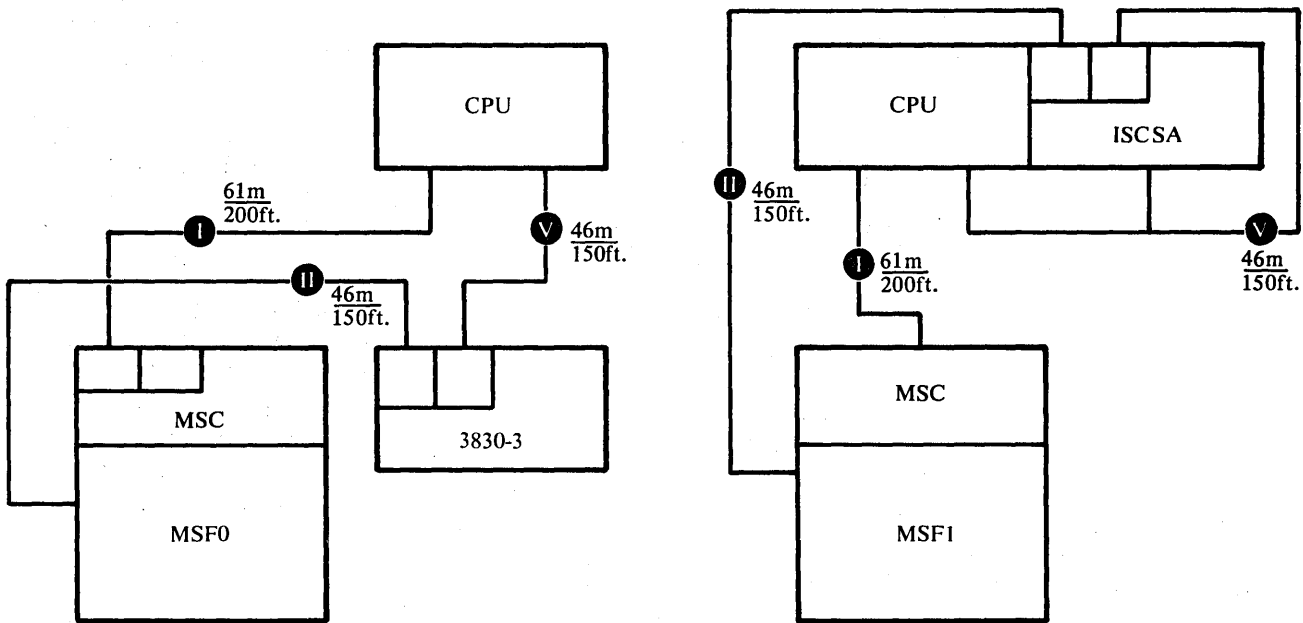 CPU
61m
200ft.
I
V
46m
150ft.
II
46m
150ft.
MSC
3830-3
MSF0
CPU
ISCSA
II
46m
150ft.
I
61m
200ft.
V
46m
150ft.
MSC
MSF1